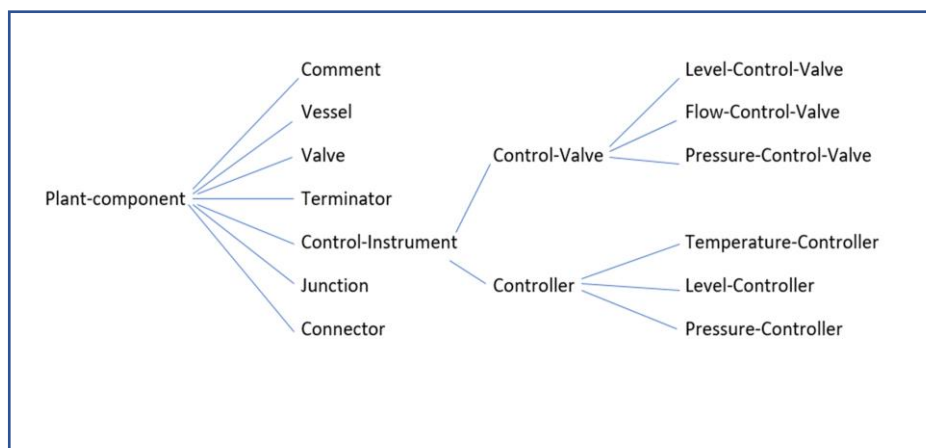 Plant-component
Comment
Vessel
Valve
Terminator
Control-Instrument
Junction
Connector
Control-Valve
Controller
Level-Control-Valve
Flow-Control-Valve
Pressure-Control-Valve
Temperature-Controller
Level-Controller
Pressure-Controller